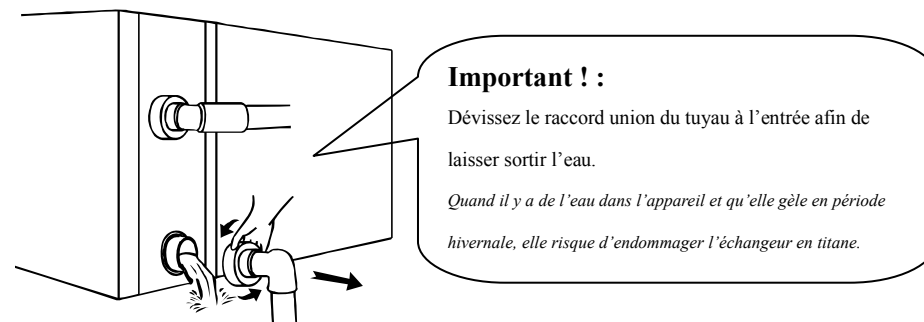 Important ! :
Dévissez le raccord union du tuyau à l’entrée afin de
laisser sortir l’eau.
Quand il y a de l’eau dans l’appareil et qu’elle gèle en période
hivernale, elle risque d’endommager l’échangeur en titane.